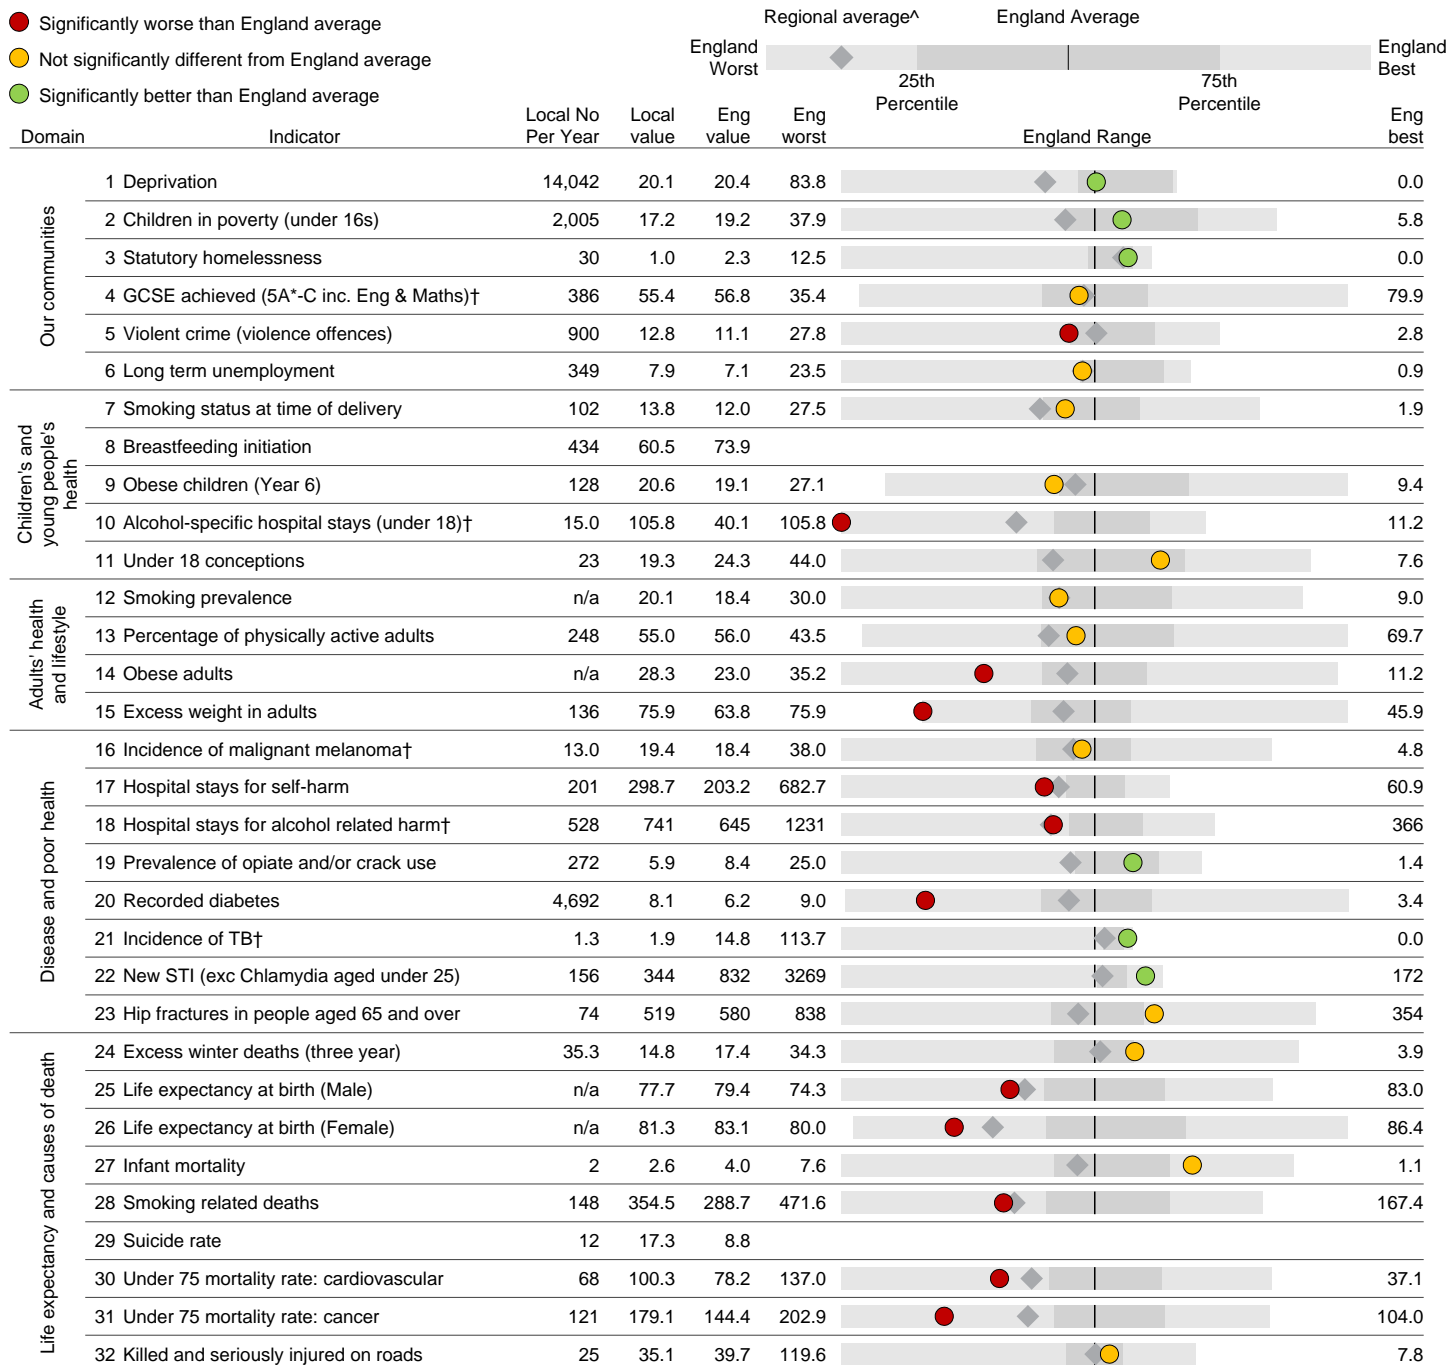 Significantly worse than England average
Not significantly different from England average
Significantly better than England average
Regional average^ England Average
England Worst
England Best
25th Percentile
75th Percentile
Domain Indicator Local No Per Year Local value Eng value Eng worst England Range Eng best
Our communities
1 Deprivation 14,042 20.1 20.4 83.8 0.0
2 Children in poverty (under 16s) 2,005 17.2 19.2 37.9 5.8
3 Statutory homelessness 30 1.0 2.3 12.5 0.0
4 GCSE achieved (5A*-C inc. Eng & Maths)† 386 55.4 56.8 35.4 79.9
5 Violent crime (violence offences) 900 12.8 11.1 27.8 2.8
6 Long term unemployment 349 7.9 7.1 23.5 0.9
Children's and young people's health
7 Smoking status at time of delivery 102 13.8 12.0 27.5 1.9
8 Breastfeeding initiation 434 60.5 73.9
9 Obese children (Year 6) 128 20.6 19.1 27.1 9.4
10 Alcohol-specific hospital stays (under 18)† 15.0 105.8 40.1 105.8 11.2
11 Under 18 conceptions 23 19.3 24.3 44.0 7.6
Adults' health and lifestyle
12 Smoking prevalence n/a 20.1 18.4 30.0 9.0
13 Percentage of physically active adults 248 55.0 56.0 43.5 69.7
14 Obese adults n/a 28.3 23.0 35.2 11.2
15 Excess weight in adults 136 75.9 63.8 75.9 45.9
Disease and poor health
16 Incidence of malignant melanoma† 13.0 19.4 18.4 38.0 4.8
17 Hospital stays for self-harm 201 298.7 203.2 682.7 60.9
18 Hospital stays for alcohol related harm† 528 741 645 1231 366
19 Prevalence of opiate and/or crack use 272 5.9 8.4 25.0 1.4
20 Recorded diabetes 4,692 8.1 6.2 9.0 3.4
21 Incidence of TB† 1.3 1.9 14.8 113.7 0.0
22 New STI (exc Chlamydia aged under 25) 156 344 832 3269 172
23 Hip fractures in people aged 65 and over 74 519 580 838 354
Life expectancy and causes of death
24 Excess winter deaths (three year) 35.3 14.8 17.4 34.3 3.9
25 Life expectancy at birth (Male) n/a 77.7 79.4 74.3 83.0
26 Life expectancy at birth (Female) n/a 81.3 83.1 80.0 86.4
27 Infant mortality 2 2.6 4.0 7.6 1.1
28 Smoking related deaths 148 354.5 288.7 471.6 167.4
29 Suicide rate 12 17.3 8.8
30 Under 75 mortality rate: cardiovascular 68 100.3 78.2 137.0 37.1
31 Under 75 mortality rate: cancer 121 179.1 144.4 202.9 104.0
32 Killed and seriously injured on roads 25 35.1 39.7 119.6 7.8